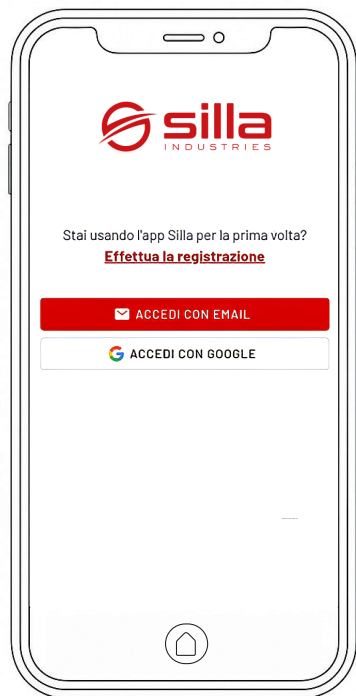 silla
INDUSTRIES
Stai usando l'app Silla per la prima volta?
Effettua la registrazione
ACCEDI CON EMAIL
ACCEDI CON GOOGLE